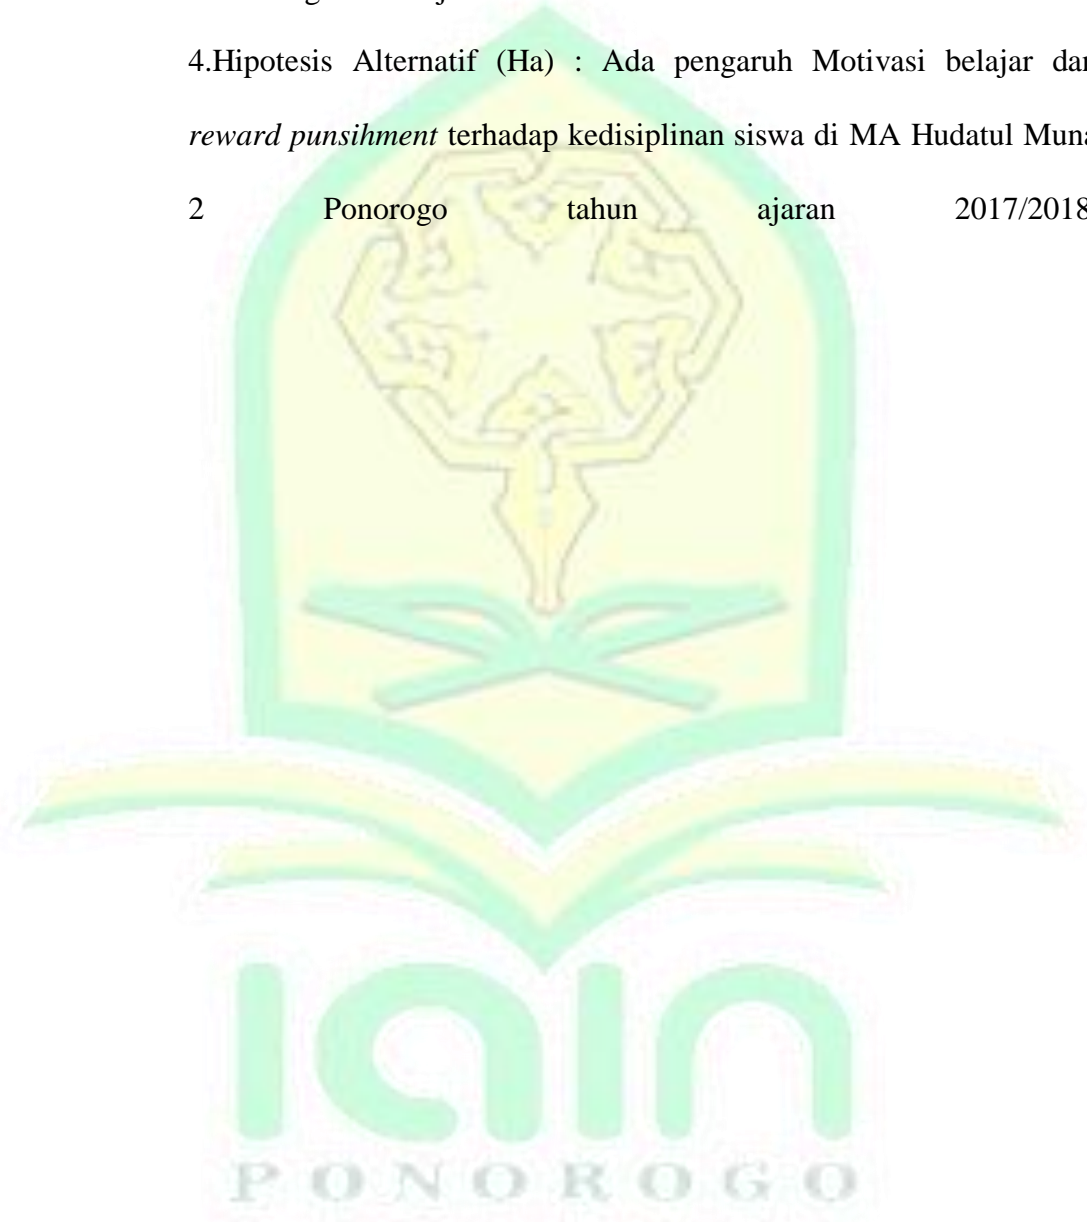 4.Hipotesis Alternatif (Ha) : Ada pengaruh Motivasi belajar dan
reward punsihment terhadap kedisiplinan siswa di MA Hudatul Muna
2 Ponorogo tahun ajaran 2017/2018
iain
PONOROGO